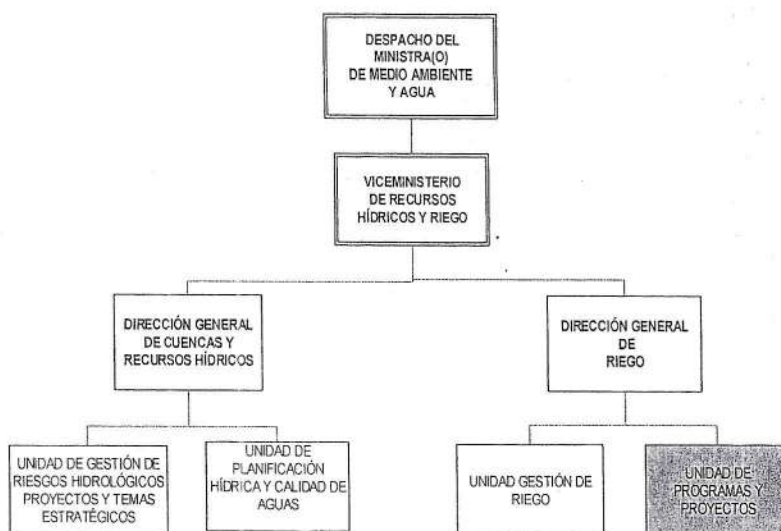 DESPACHO DEL
MINISTRA(O)
DE MEDIO AMBIENTE
Y AGUA
VICEMINISTERIO
DE RECURSOS
HÍDRICOS Y RIEGO
DIRECCIÓN GENERAL
DE CUENCAS Y
RECURSOS HÍDRICOS
DIRECCIÓN GENERAL
DE
RIEGO
UNIDAD DE GESTIÓN DE
RIESGOS HIDROLÓGICOS
PROYECTOS Y TEMAS
ESTRATÉGICOS
UNIDAD DE
PLANIFICACIÓN
HÍDRICA Y CALIDAD DE
AGUAS
UNIDAD GESTIÓN DE
RIEGO
UNIDAD DE
PROGRAMAS Y
PROYECTOS